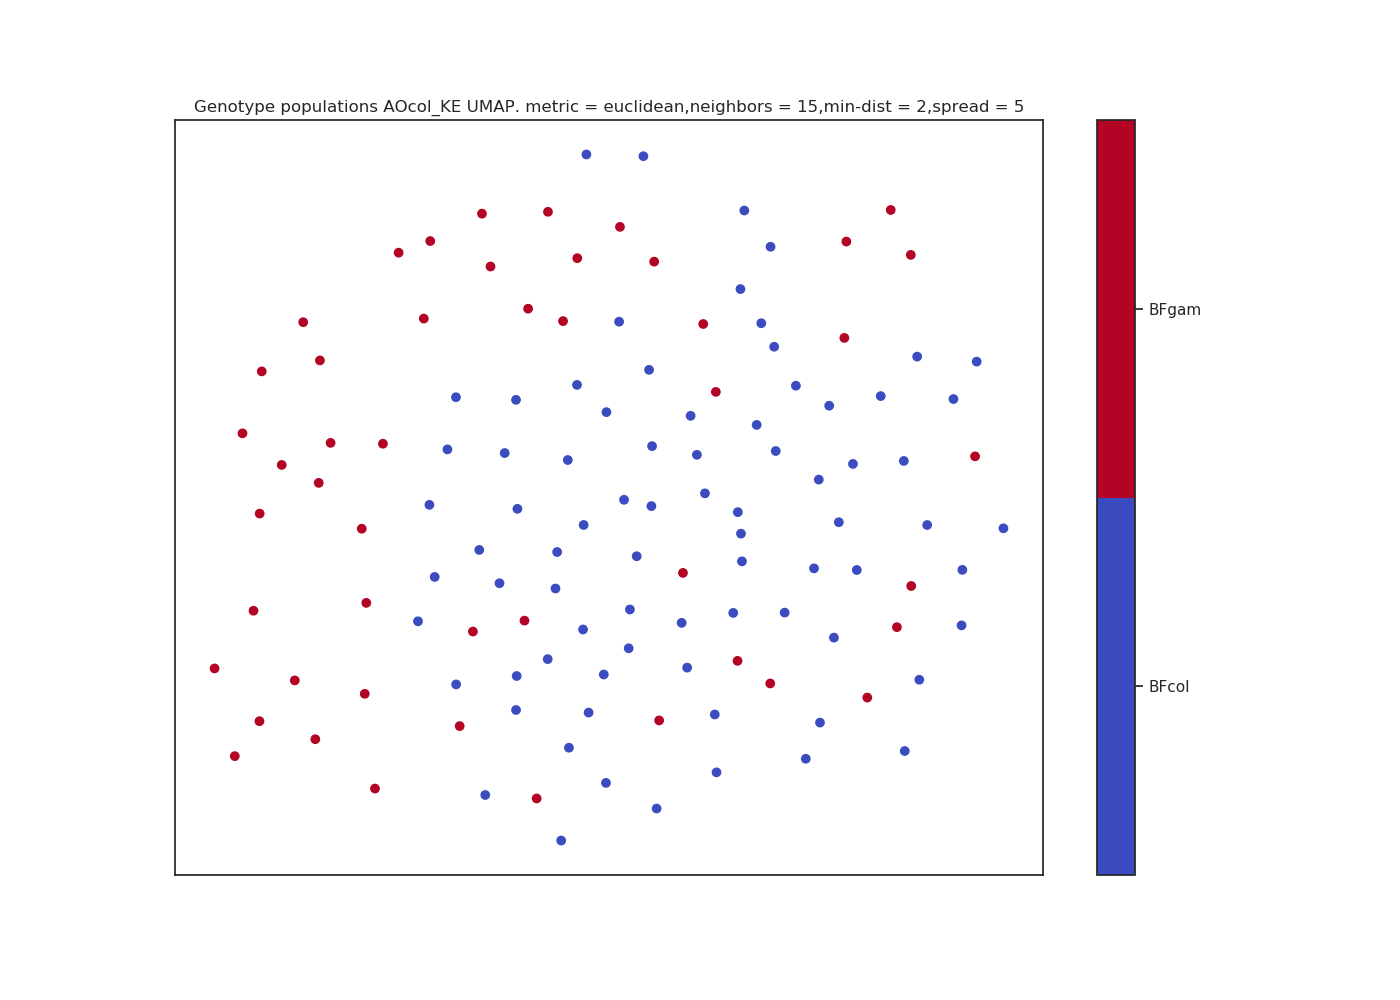 Genotype populations AOcol_KE UMAP. metric = euclidean,neighbors = 15,min-dist = 2,spread = 5
BFgam
BFcol